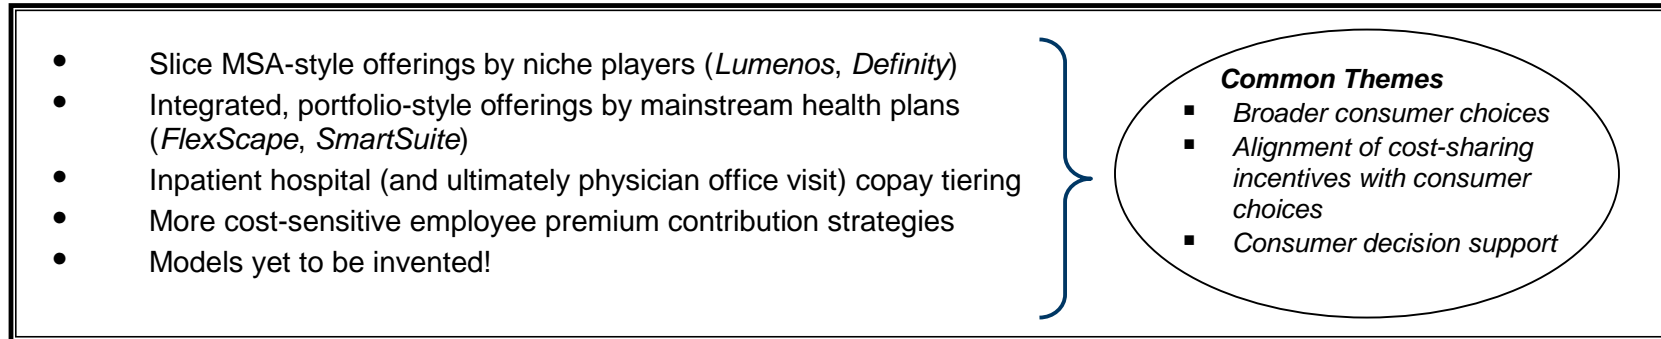 • Slice MSA-style offerings by niche players (Lumenos, Definity)
• Integrated, portfolio-style offerings by mainstream health plans
(FlexScape, SmartSuite)
• Inpatient hospital (and ultimately physician office visit) copay tiering
• More cost-sensitive employee premium contribution strategies
• Models yet to be invented!
Common Themes
▪ Broader consumer choices
▪ Alignment of cost-sharing
incentives with consumer
choices
▪ Consumer decision support